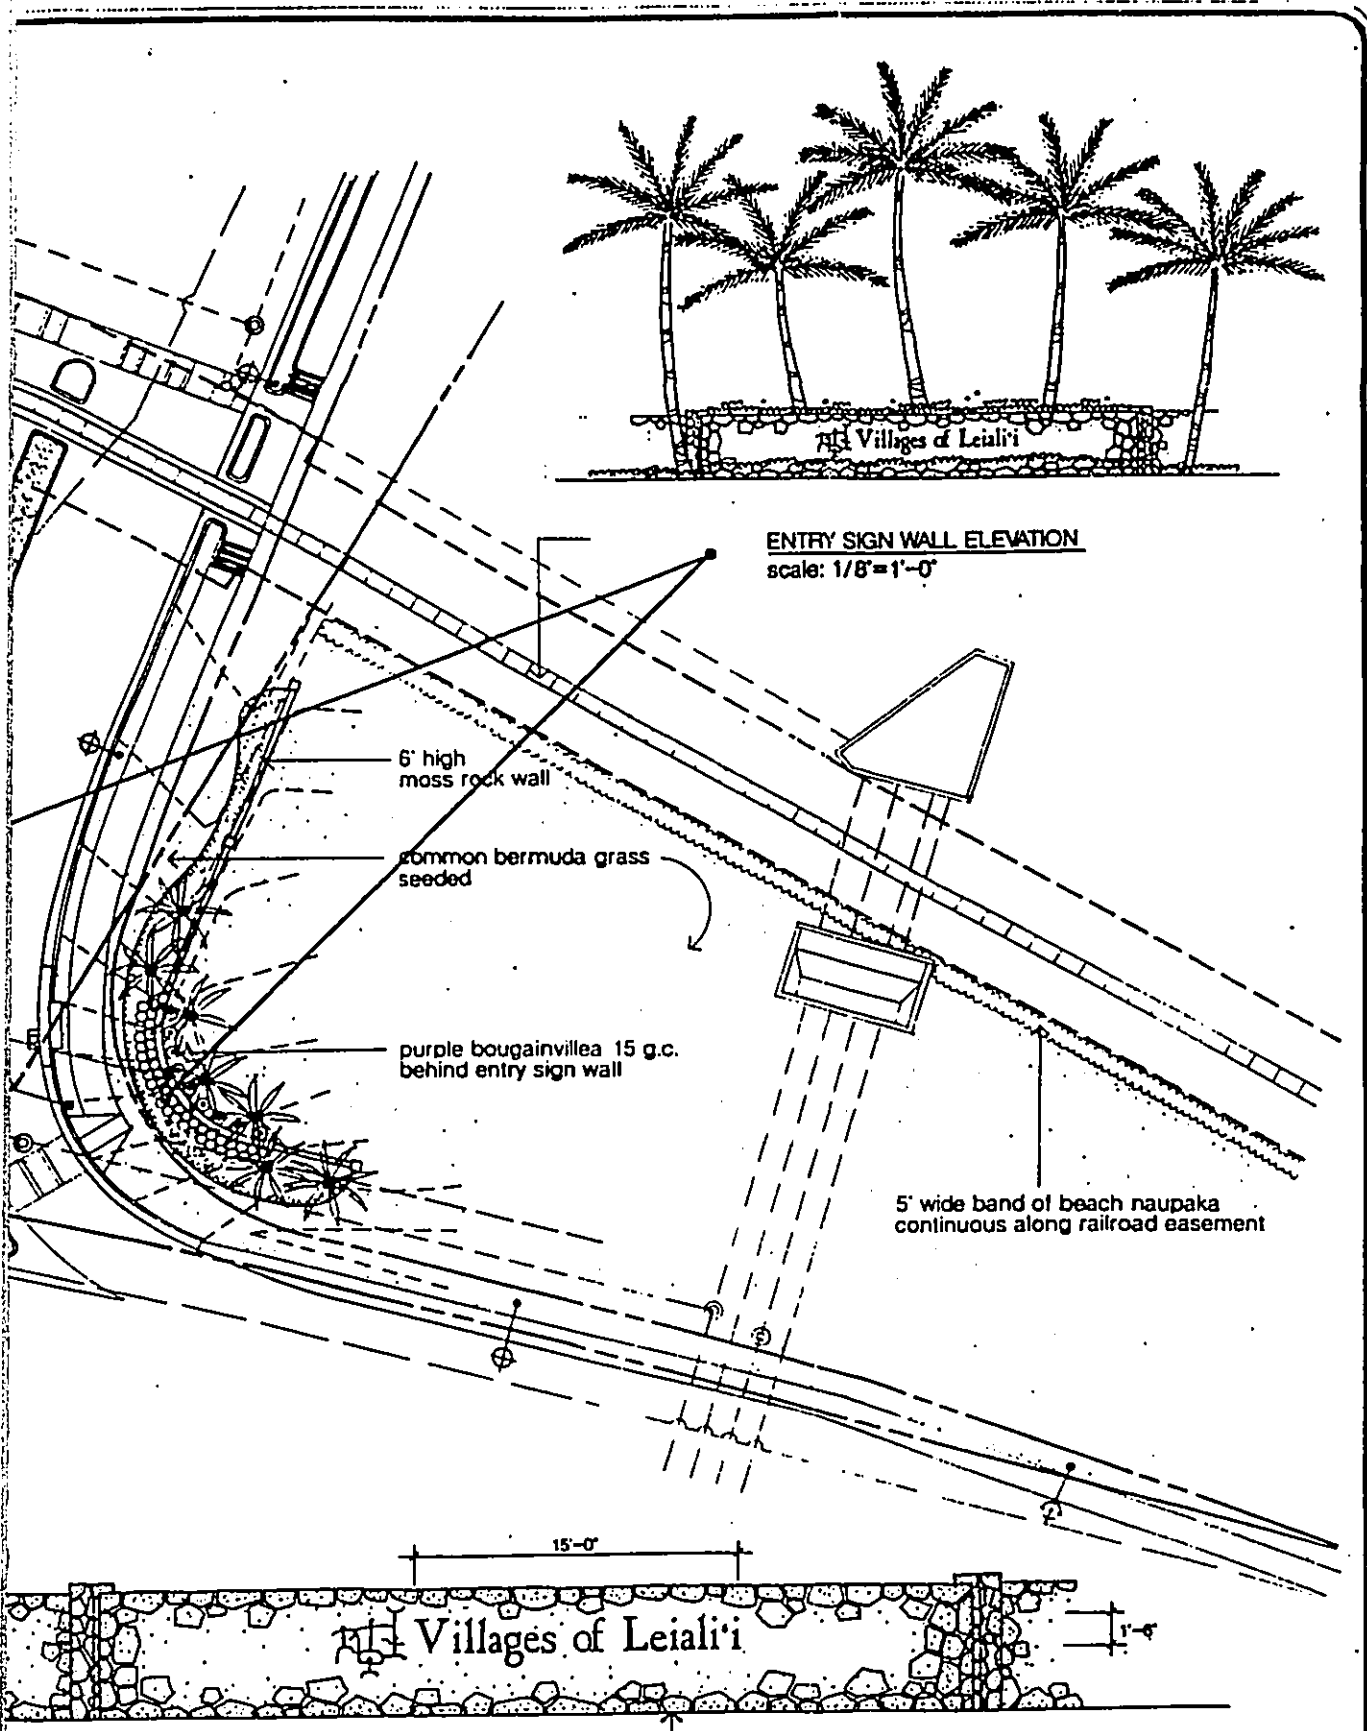 Villages of Leiali'i
ENTRY SIGN WALL ELEVATION
scale: 1/8"=1'-0"
6' high
moss rock wall
common bermuda grass
seeded
purple bougainvillea 15 g.c.
behind entry sign wall
5' wide band of beach naupaka
continuous along railroad easement
15'-0"
Villages of Leiali'i
1'-6"